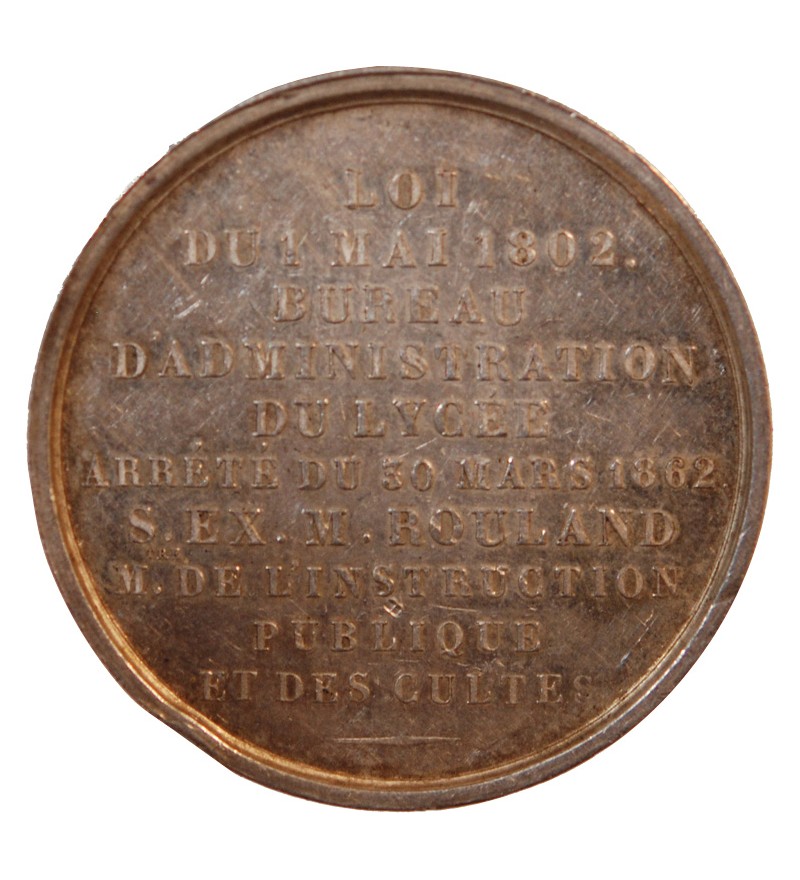 LOI
DU 1 MAI 1802.
BUREAU
D'ADMINISTRATION
DU LYCÉE
ARRÊTÉ DU 30 MARS 1862.
S. EX. M. ROULAND
M. DE L'INSTRUCTION
PUBLIQUE
ET DES CULTES